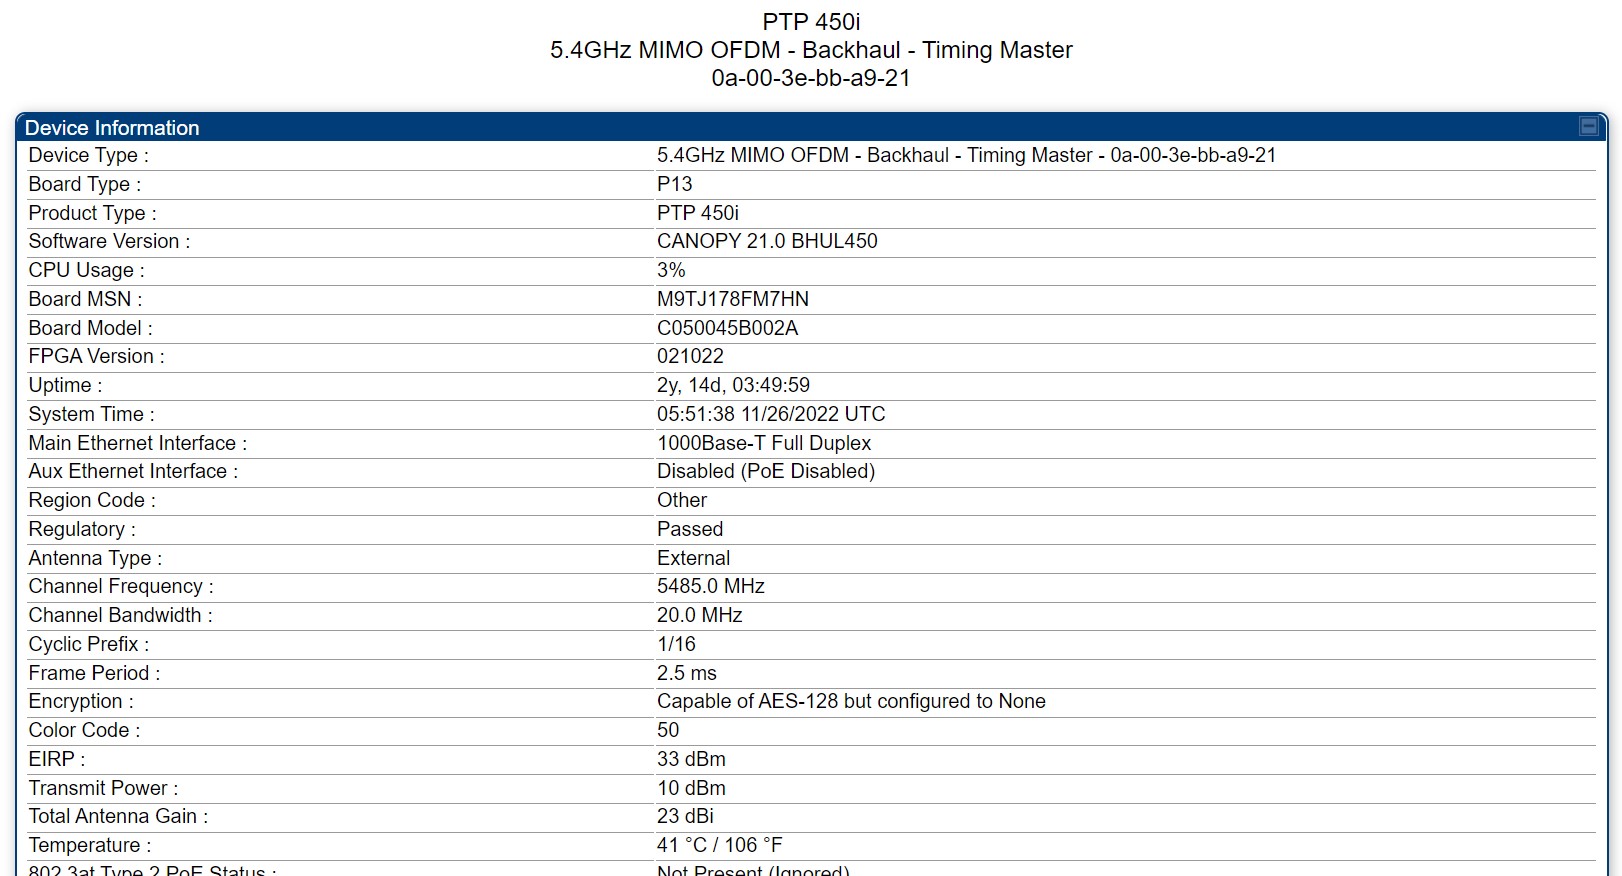 PTP 450i
5.4GHz MIMO OFDM - Backhaul - Timing Master
0a-00-3e-bb-a9-21
Device Information
Device Type : 5.4GHz MIMO OFDM - Backhaul - Timing Master - 0a-00-3e-bb-a9-21
Board Type : P13
Product Type : PTP 450i
Software Version : CANOPY 21.0 BHUL450
CPU Usage : 3%
Board MSN : M9TJ178FM7HN
Board Model : C050045B002A
FPGA Version : 021022
Uptime : 2y, 14d, 03:49:59
System Time : 05:51:38 11/26/2022 UTC
Main Ethernet Interface : 1000Base-T Full Duplex
Aux Ethernet Interface : Disabled (PoE Disabled)
Region Code : Other
Regulatory : Passed
Antenna Type : External
Channel Frequency : 5485.0 MHz
Channel Bandwidth : 20.0 MHz
Cyclic Prefix : 1/16
Frame Period : 2.5 ms
Encryption : Capable of AES-128 but configured to None
Color Code : 50
EIRP : 33 dBm
Transmit Power : 10 dBm
Total Antenna Gain : 23 dBi
Temperature : 41 °C / 106 °F
802.3at Type 2 PoE Status : Not Present (Ignored)